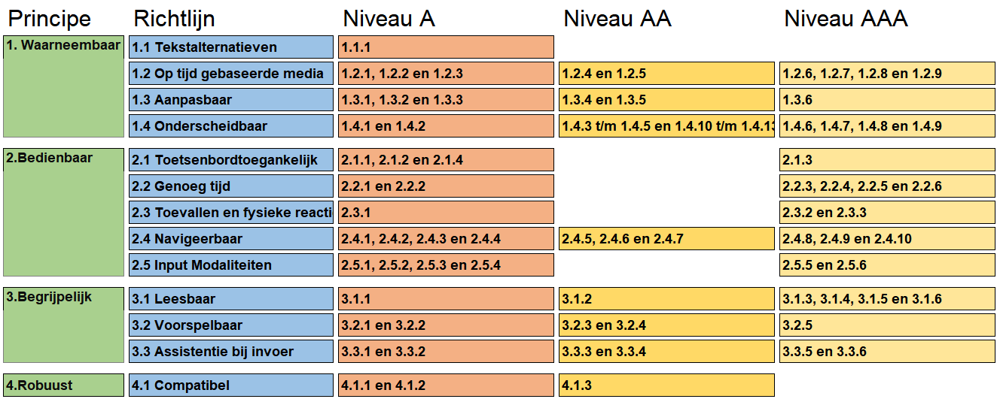 Principe Richtlijn Niveau A Niveau AA Niveau AAA
1. Waarneembaar 1.1 Tekstalternatieven 1.1.1
1.2 Op tijd gebaseerde media 1.2.1, 1.2.2 en 1.2.3 1.2.4 en 1.2.5 1.2.6, 1.2.7, 1.2.8 en 1.2.9
1.3 Aanpasbaar 1.3.1, 1.3.2 en 1.3.3 1.3.4 en 1.3.5 1.3.6
1.4 Onderscheidbaar 1.4.1 en 1.4.2 1.4.3 t/m 1.4.5 en 1.4.10 t/m 1.4.13 1.4.6, 1.4.7, 1.4.8 en 1.4.9
2.Bedienbaar 2.1 Toetsenbordtoegankelijk 2.1.1, 2.1.2 en 2.1.4 2.1.3
2.2 Genoeg tijd 2.2.1 en 2.2.2 2.2.3, 2.2.4, 2.2.5 en 2.2.6
2.3 Toevallen en fysieke reacti 2.3.1 2.3.2 en 2.3.3
2.4 Navigeerbaar 2.4.1, 2.4.2, 2.4.3 en 2.4.4 2.4.5, 2.4.6 en 2.4.7 2.4.8, 2.4.9 en 2.4.10
2.5 Input Modaliteiten 2.5.1, 2.5.2, 2.5.3 en 2.5.4 2.5.5 en 2.5.6
3.Begrijpelijk 3.1 Leesbaar 3.1.1 3.1.2 3.1.3, 3.1.4, 3.1.5 en 3.1.6
3.2 Voorspelbaar 3.2.1 en 3.2.2 3.2.3 en 3.2.4 3.2.5
3.3 Assistentie bij invoer 3.3.1 en 3.3.2 3.3.3 en 3.3.4 3.3.5 en 3.3.6
4.Robuust 4.1 Compatibel 4.1.1 en 4.1.2 4.1.3